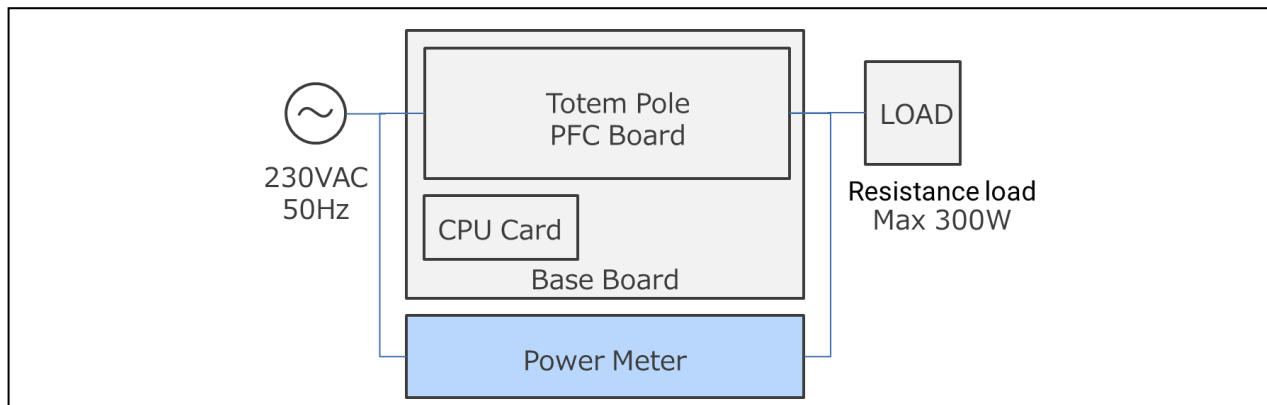 Totem Pole
PFC Board
LOAD
230VAC
50Hz
Resistance load
Max 300W
CPU Card
Base Board
Power Meter